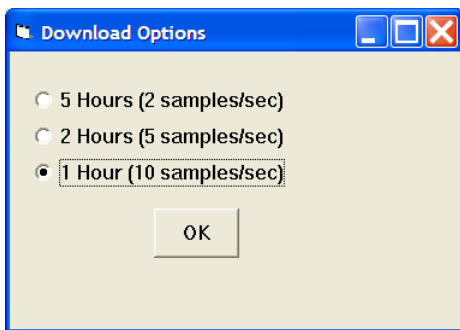 Download Options
5 Hours (2 samples/sec)
2 Hours (5 samples/sec)
1 Hour (10 samples/sec)
OK